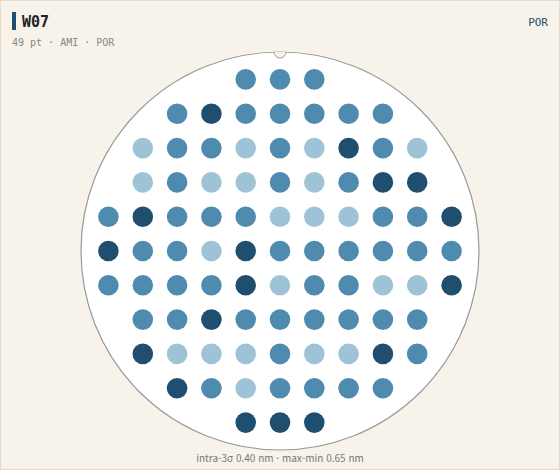 W07
POR
49 pt · AMI · POR
intra-3σ 0.40 nm · max-min 0.65 nm